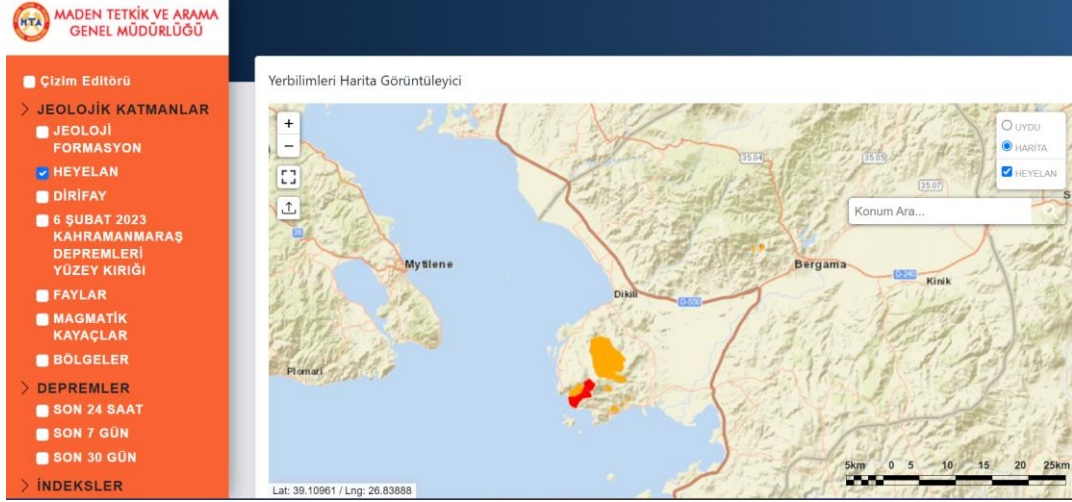 MTA
MADEN TETKİK VE ARAMA
GENEL MÜDÜRLÜĞÜ
Çizim Editörü
JEOLOJİK KATMANLAR
JEOLOJİ
FORMASYON
HEYELAN
DİRİFAY
6 ŞUBAT 2023
KAHRAMANMARAŞ
DEPREMLERİ
YÜZEY KIRIĞI
FAYLAR
MAGMATİK
KAYAÇLAR
BÖLGELER
DEPREMLER
SON 24 SAAT
SON 7 GÜN
SON 30 GÜN
İNDEKSLER
Yerbilimleri Harita Görüntüleyici
+
−
UYDU
HARİTA
HEYELAN
Konum Ara...
35.04
35.05
35.07
S
36
Mytilene
Bergama
D-240
Kinik
Dikili
D-550
Plomari
5km 0 5 10 15 20 25km
Lat: 39.10961 / Lng: 26.83888